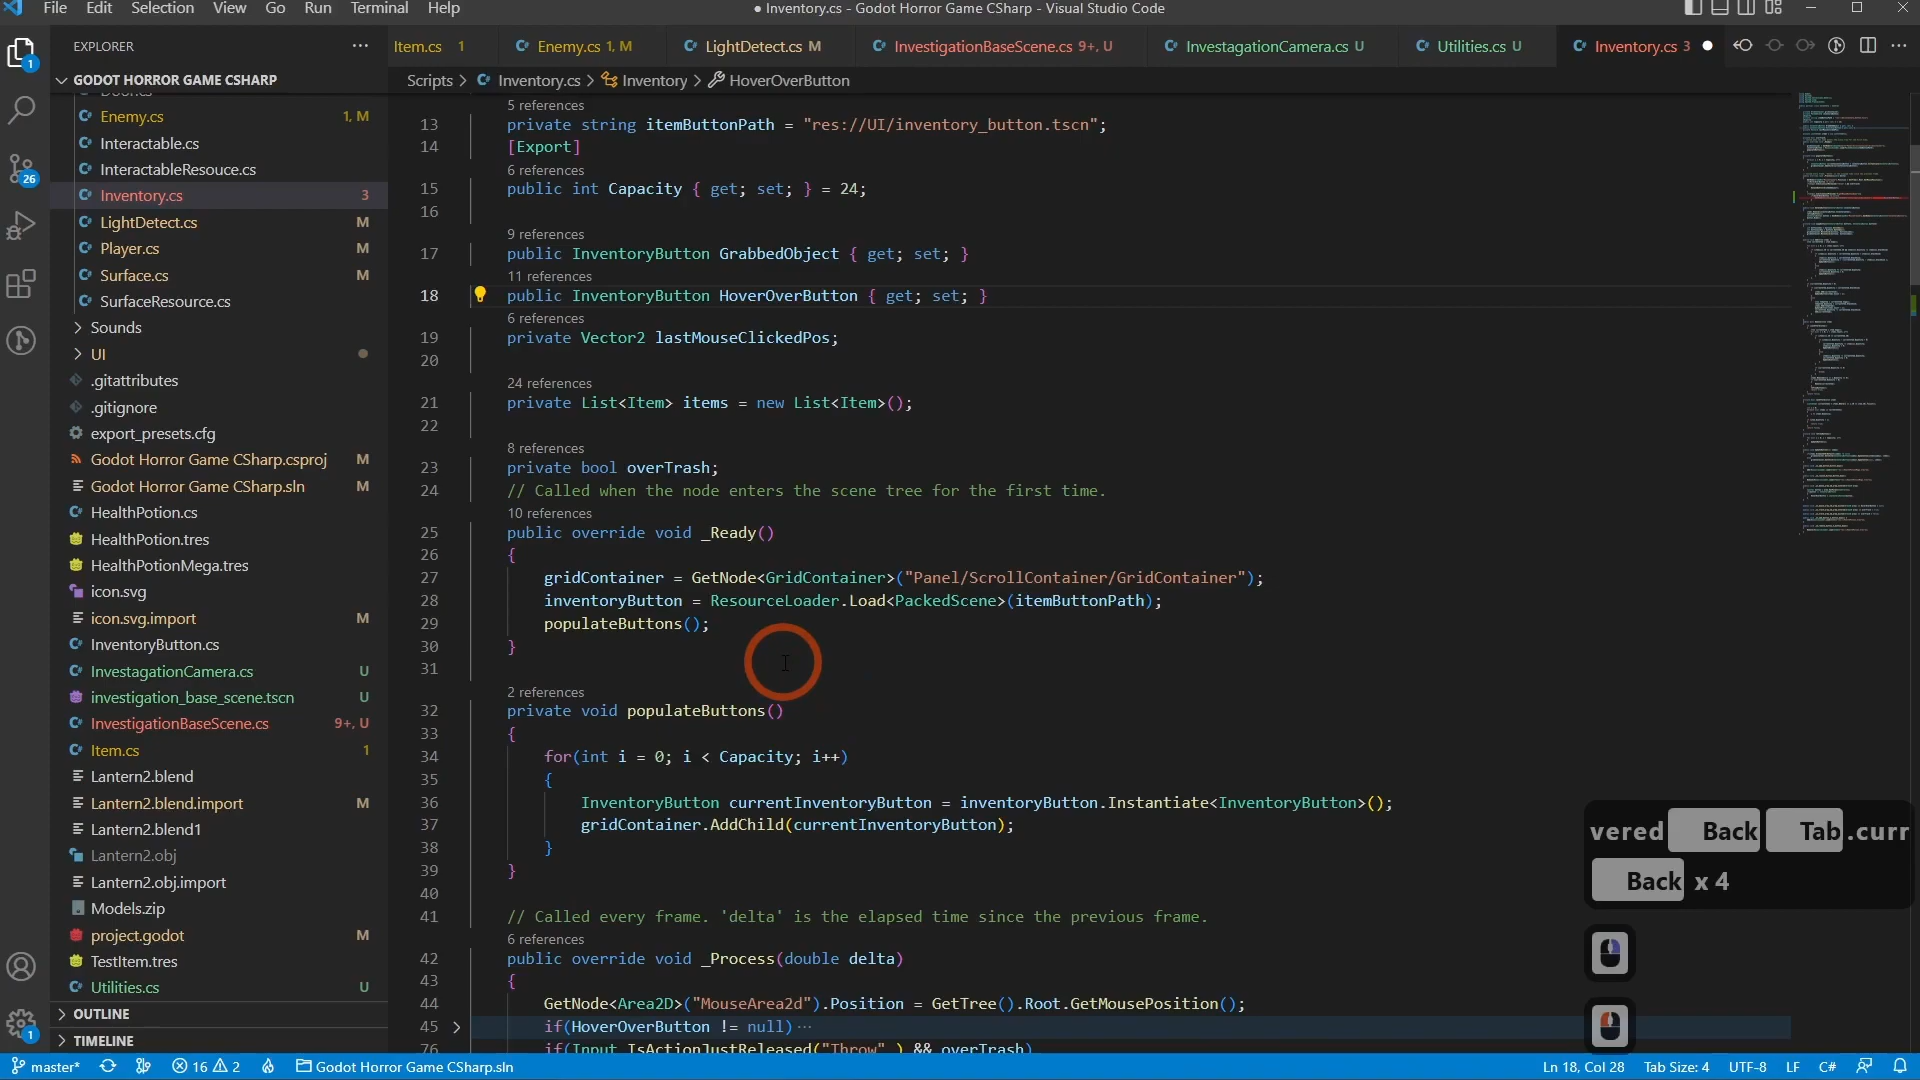 File Edit Selection View Go Run Terminal Help
● Inventory.cs - Godot Horror Game CSharp - Visual Studio Code
EXPLORER
Item.cs 1
Enemy.cs 1, M
LightDetect.cs M
InvestigationBaseScene.cs 9+, U
InvestagationCamera.cs U
Utilities.cs U
Inventory.cs 3
GODOT HORROR GAME CSHARP
Scripts > Inventory.cs > Inventory > HoverOverButton
Enemy.cs 1, M
Interactable.cs
InteractableResouce.cs
Inventory.cs 3
LightDetect.cs M
Player.cs M
Surface.cs M
SurfaceResource.cs
Sounds
UI
.gitattributes
.gitignore
export_presets.cfg
Godot Horror Game CSharp.csproj M
Godot Horror Game CSharp.sln M
HealthPotion.cs
HealthPotion.tres
HealthPotionMega.tres
icon.svg
icon.svg.import M
InventoryButton.cs
InvestagationCamera.cs U
investigation_base_scene.tscn U
InvestigationBaseScene.cs 9+, U
Item.cs 1
Lantern2.blend
Lantern2.blend.import M
Lantern2.blend1
Lantern2.obj
Lantern2.obj.import
Models.zip
project.godot M
TestItem.tres
Utilities.cs U
OUTLINE
TIMELINE
1
26
1
5 references
13 private string itemButtonPath = "res://UI/inventory_button.tscn";
14 [Export]
6 references
15 public int Capacity { get; set; } = 24;
16
9 references
17 public InventoryButton GrabbedObject { get; set; }
11 references
18 public InventoryButton HoverOverButton { get; set; }
6 references
19 private Vector2 lastMouseClickedPos;
20
24 references
21 private List<Item> items = new List<Item>();
22
8 references
23 private bool overTrash;
24 // Called when the node enters the scene tree for the first time.
10 references
25 public override void _Ready()
26 {
27 gridContainer = GetNode<GridContainer>("Panel/ScrollContainer/GridContainer");
28 inventoryButton = ResourceLoader.Load<PackedScene>(itemButtonPath);
29 populateButtons();
30 }
31
2 references
32 private void populateButtons()
33 {
34 for(int i = 0; i < Capacity; i++)
35 {
36 InventoryButton currentInventoryButton = inventoryButton.Instantiate<InventoryButton>();
37 gridContainer.AddChild(currentInventoryButton);
38 }
39 }
40
41 // Called every frame. 'delta' is the elapsed time since the previous frame.
6 references
42 public override void _Process(double delta)
43 {
44 GetNode<Area2D>("MouseArea2d").Position = GetTree().Root.GetMousePosition();
45 if(HoverOverButton != null) ···
76 if(Input.IsActionJustReleased("Throw" ) && overTrash)
vered Back Tab .curr
Back x 4
master* 16 2 Godot Horror Game CSharp.sln
Ln 18, Col 28 Tab Size: 4 UTF-8 LF C#